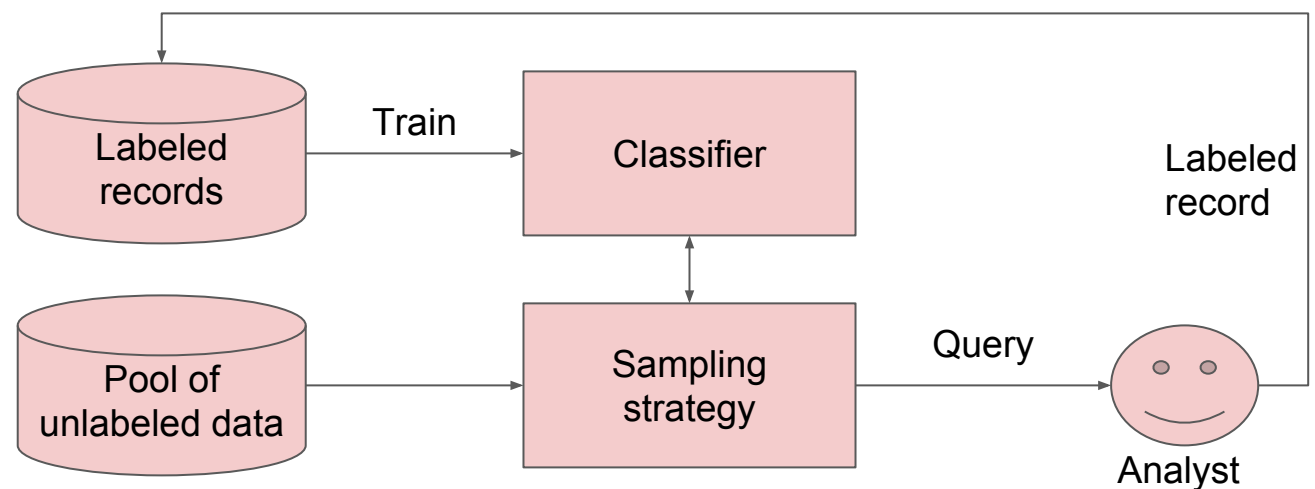 Train
Labeled
records
Classifier
Labeled
record
Pool of
unlabeled data
Sampling
strategy
Query
Analyst